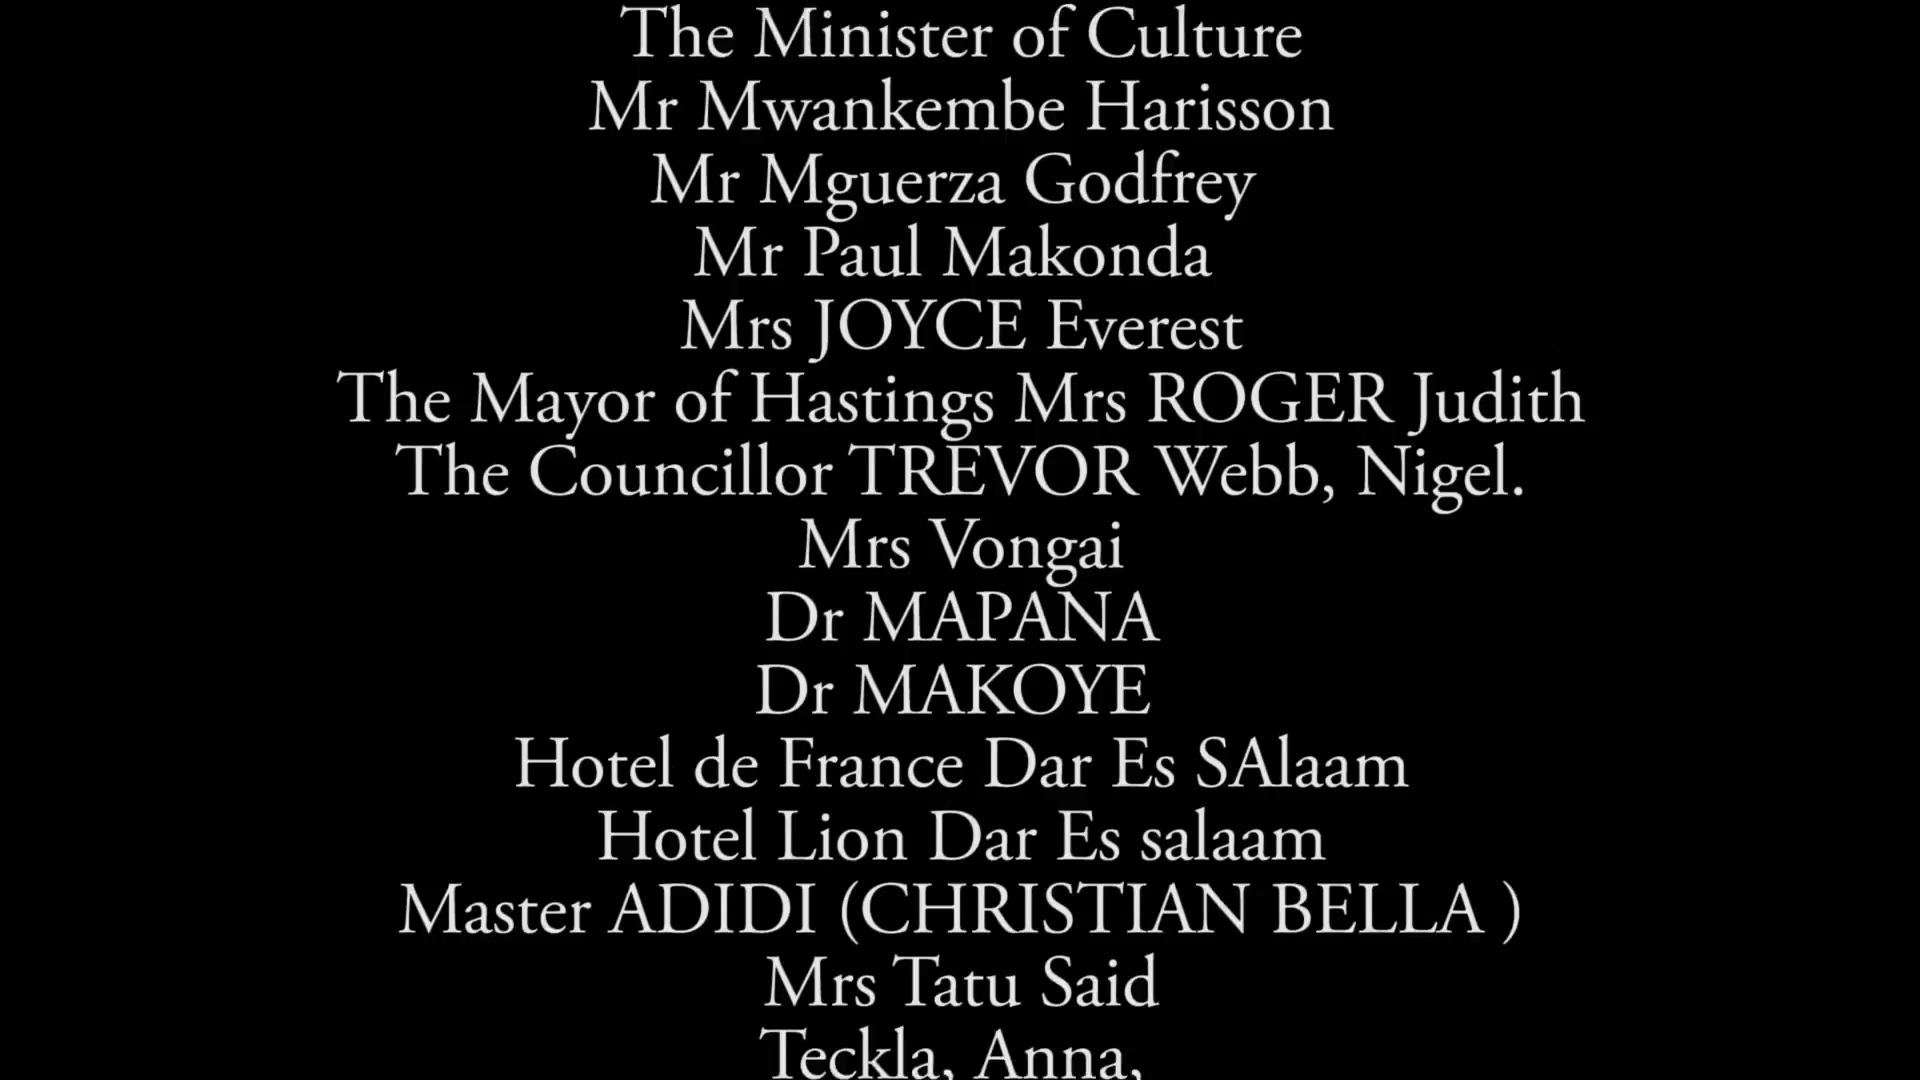 The Minister of Culture
Mr Mwankembe Harisson
Mr Mguerza Godfrey
Mr Paul Makonda
Mrs JOYCE Everest
The Mayor of Hastings Mrs ROGER Judith
The Councillor TREVOR Webb, Nigel.
Mrs Vongai
Dr MAPANA
Dr MAKOYE
Hotel de France Dar Es SAlaam
Hotel Lion Dar Es salaam
Master ADIDI (CHRISTIAN BELLA )
Mrs Tatu Said
Teckla, Anna,